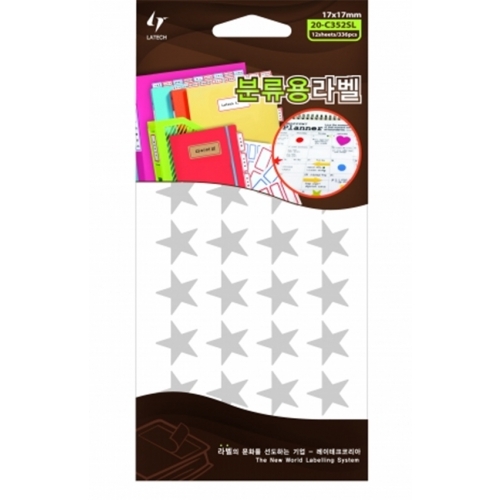 LATECH
17x17mm
20-C352SL
12sheets/336pcs
분류용라벨
Planner
라벨의 문화를 선도하는 기업 - 레이테크코리아
The New World Labelling System